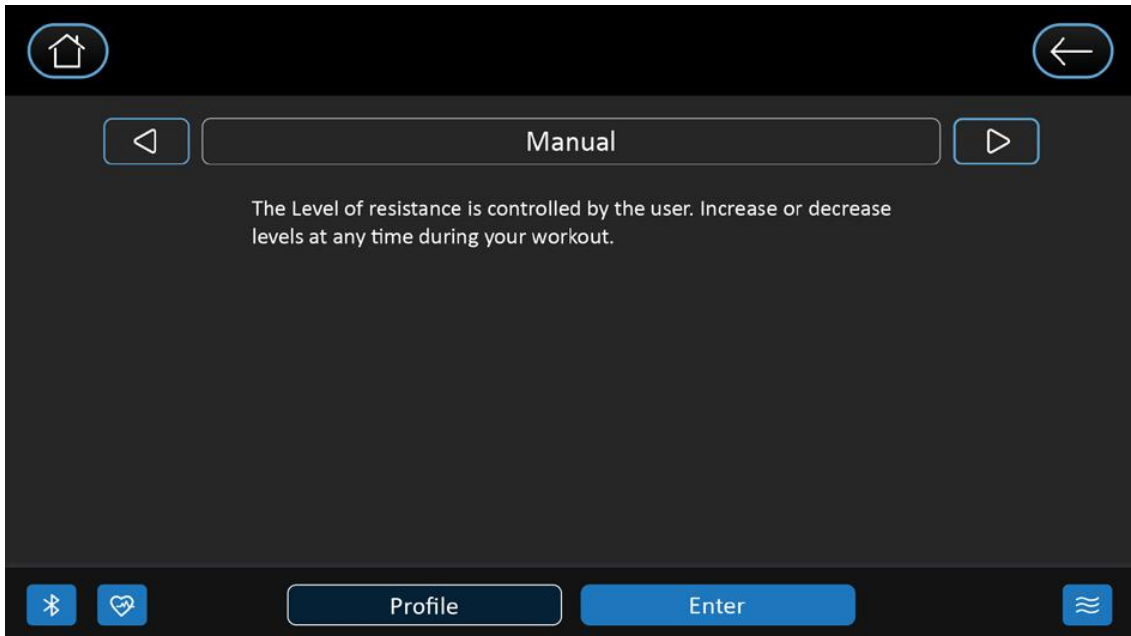 Manual
The Level of resistance is controlled by the user. Increase or decrease
levels at any time during your workout.
Profile
Enter